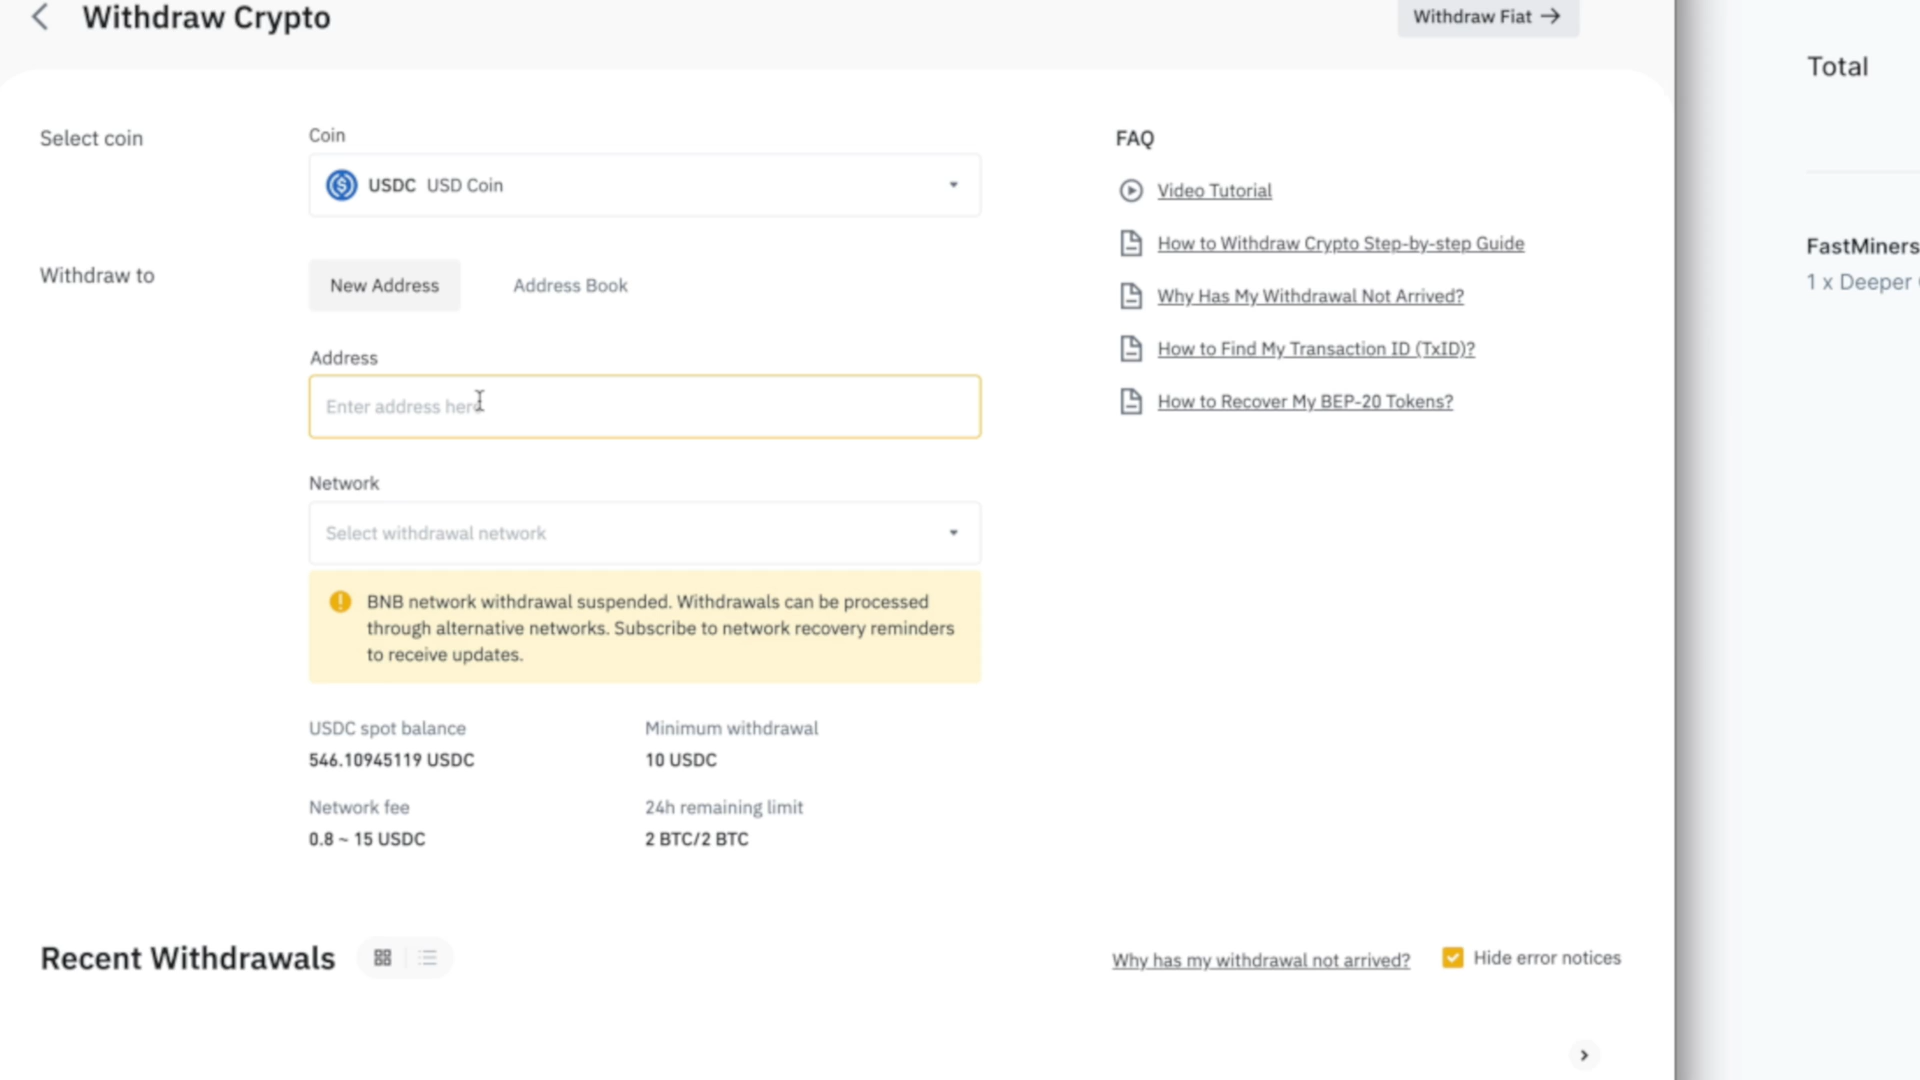 Withdraw Crypto
Withdraw Fiat →
Total
Select coin
Coin
USDC USD Coin
FAQ
Video Tutorial
How to Withdraw Crypto Step-by-step Guide
Why Has My Withdrawal Not Arrived?
How to Find My Transaction ID (TxID)?
How to Recover My BEP-20 Tokens?
FastMiners
1 x Deeper
Withdraw to
New Address
Address Book
Address
Enter address here
Network
Select withdrawal network
BNB network withdrawal suspended. Withdrawals can be processed
through alternative networks. Subscribe to network recovery reminders
to receive updates.
USDC spot balance
546.10945119 USDC
Minimum withdrawal
10 USDC
Network fee
0.8 ~ 15 USDC
24h remaining limit
2 BTC/2 BTC
Recent Withdrawals
Why has my withdrawal not arrived?
Hide error notices